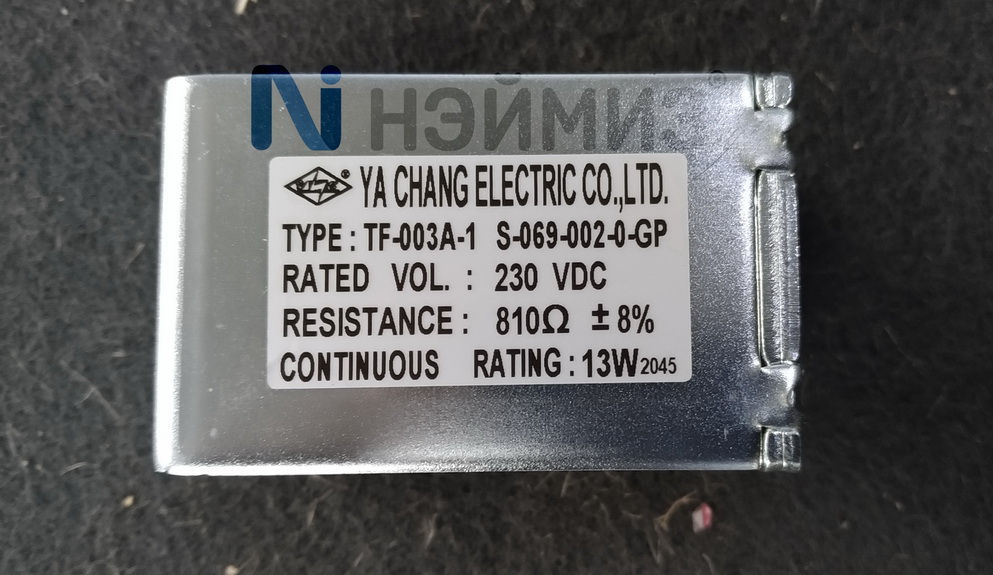 Ni НЭЙМИЗ®
® YA CHANG ELECTRIC CO.,LTD.
TYPE : TF-003A-1 S-069-002-0-GP
RATED VOL. : 230 VDC
RESISTANCE : 810Ω ±8%
CONTINUOUS RATING : 13W 2045